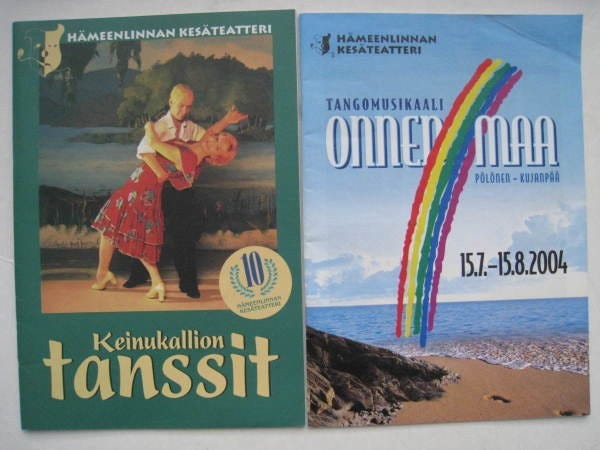 HÄMEENLINNAN KESÄTEATTERI
10
HÄMEENLINNAN
KESÄTEATTERI
Keinukallion
tanssit
HÄMEENLINNAN
KESÄTEATTERI
TANGOMUSIKAALI
ONNEN MAA
PÖLÖNEN - KUJANPÄÄ
15.7.-15.8.2004